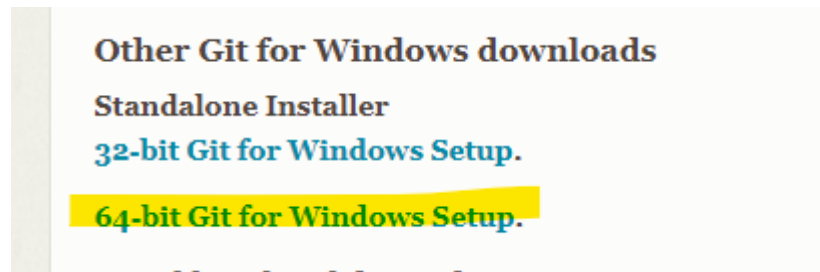 Other Git for Windows downloads
Standalone Installer
32-bit Git for Windows Setup.
64-bit Git for Windows Setup.